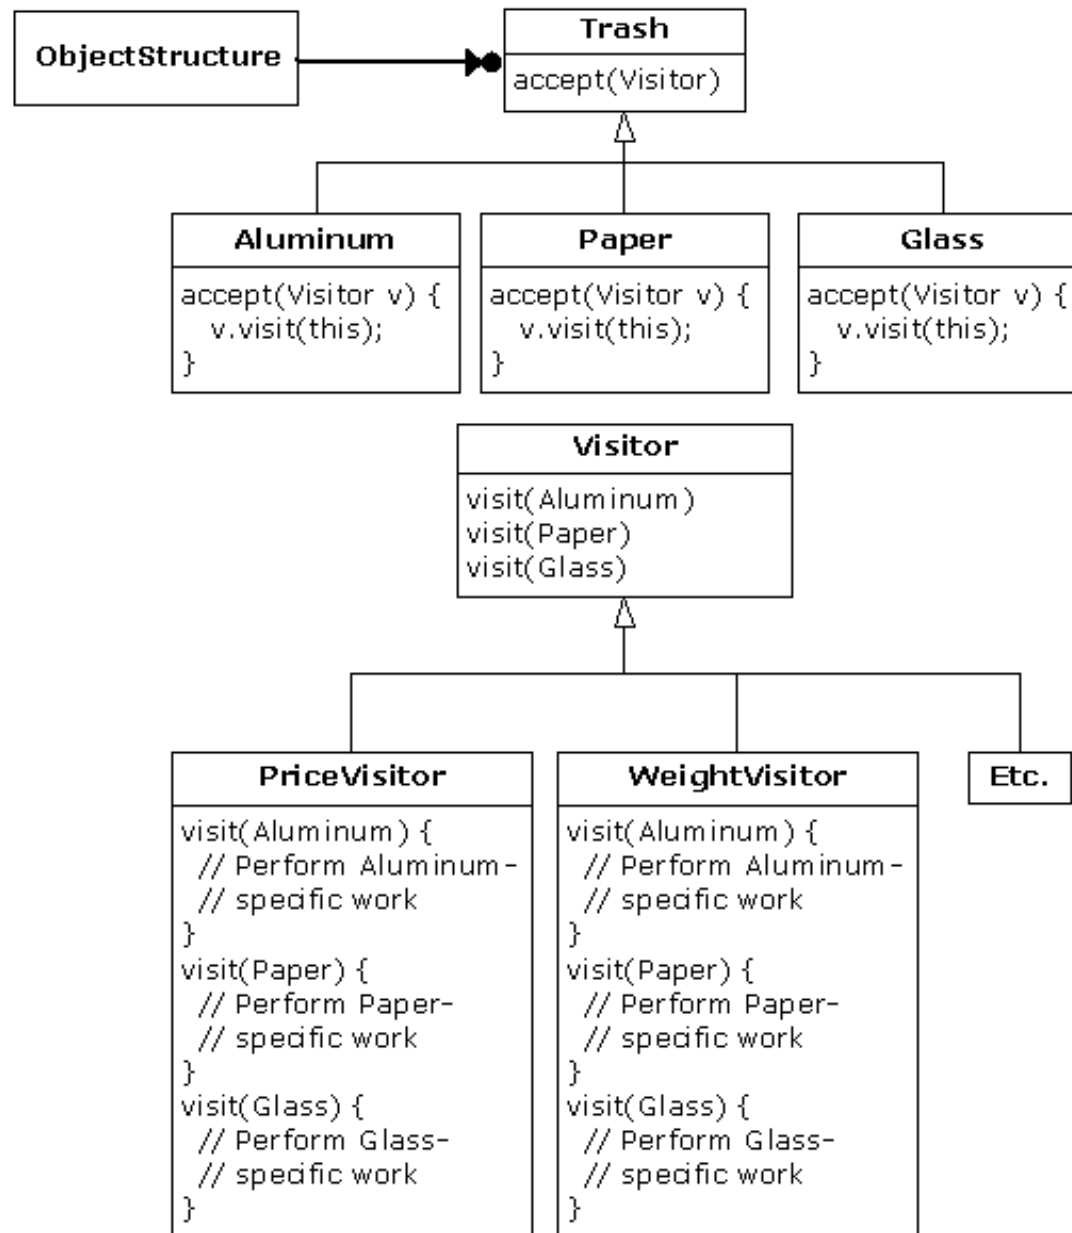 ObjectStructure
Trash
accept(Visitor)
Aluminum
accept(Visitor v) {
v.visit(this);
}
Paper
accept(Visitor v) {
v.visit(this);
}
Glass
accept(Visitor v) {
v.visit(this);
}
Visitor
visit(Aluminum)
visit(Paper)
visit(Glass)
PriceVisitor
visit(Aluminum) {
// Perform Aluminum-
// specific work
}
visit(Paper) {
// Perform Paper-
// specific work
}
visit(Glass) {
// Perform Glass-
// specific work
}
WeightVisitor
visit(Aluminum) {
// Perform Aluminum-
// specific work
}
visit(Paper) {
// Perform Paper-
// specific work
}
visit(Glass) {
// Perform Glass-
// specific work
}
Etc.